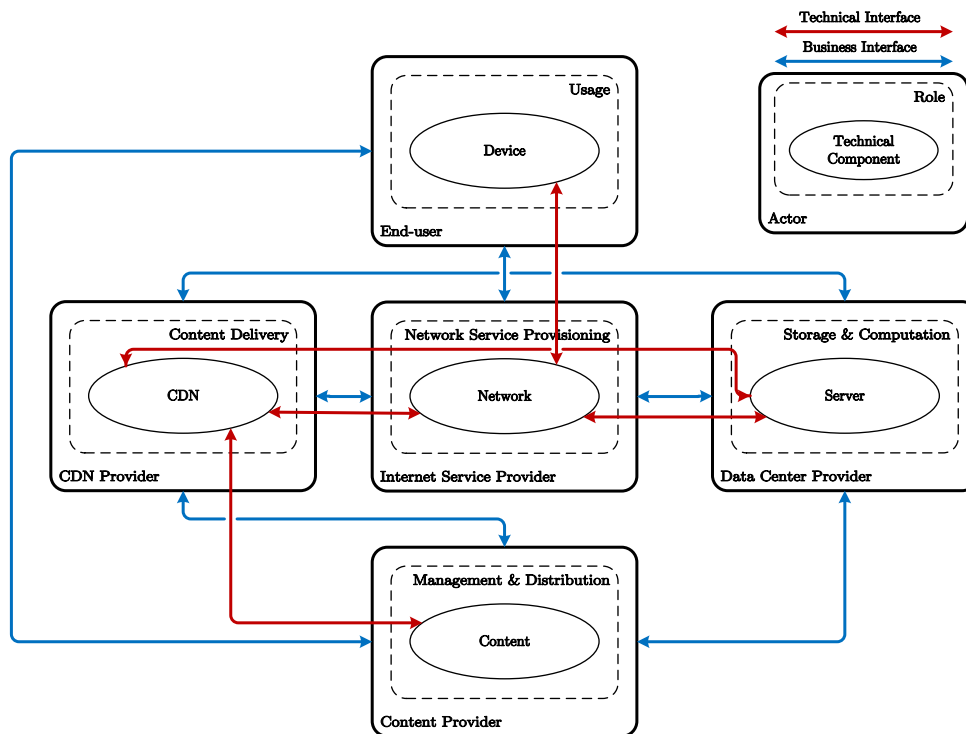 Technical Interface
Business Interface
Usage
Device
End-user
Role
Technical
Component
Actor
Content Delivery
CDN
CDN Provider
Network Service Provisioning
Network
Internet Service Provider
Storage & Computation
Server
Data Center Provider
Management & Distribution
Content
Content Provider